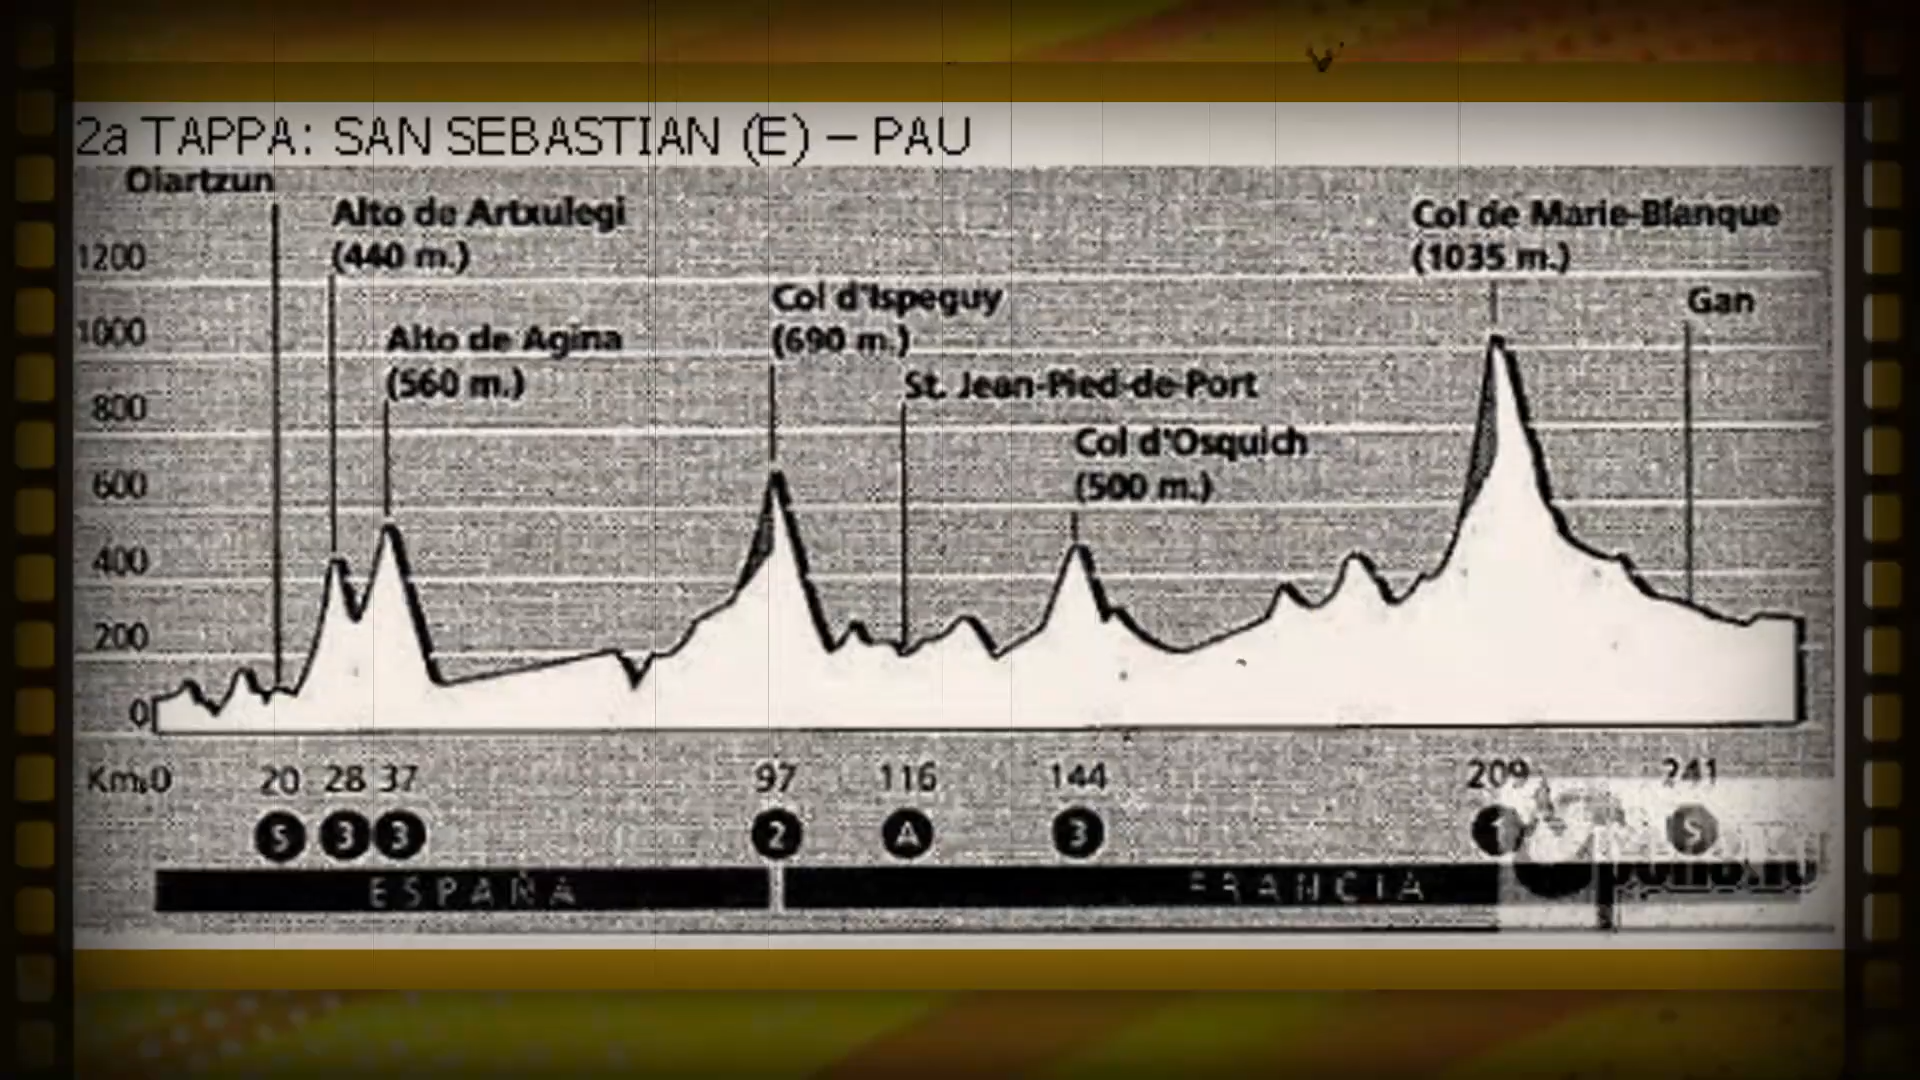 2a TAPPA: SAN SEBASTIAN (E) – PAU
Oiartzun
Alto de Artxulegi
(440 m.)
Col de Marie-Blanque
(1035 m.)
Col d'Ispeguy
(690 m.)
Gan
Alto de Agina
(560 m.)
St. Jean-Pied-de-Port
Col d'Osquich
(500 m.)
1200
1000
800
600
400
200
0
Km.0 20 28 37 97 116 144 209 241
S 3 3 2 A 3 1 S
ESPAÑA FRANCIA